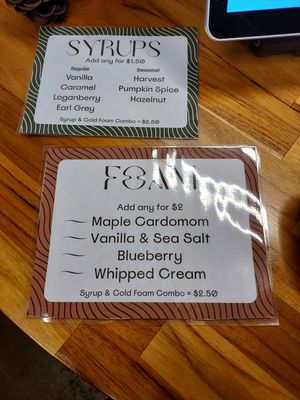 SYRUPS
Add any for $1.50
Regular
Vanilla
Caramel
Loganberry
Earl Grey
Seasonal
Harvest
Pumpkin Spice
Hazelnut
Syrup & Cold Foam Combo = $2.50
FOAM
Add any for $2
Maple Cardomom
Vanilla & Sea Salt
Blueberry
Whipped Cream
Syrup & Cold Foam Combo = $2.50